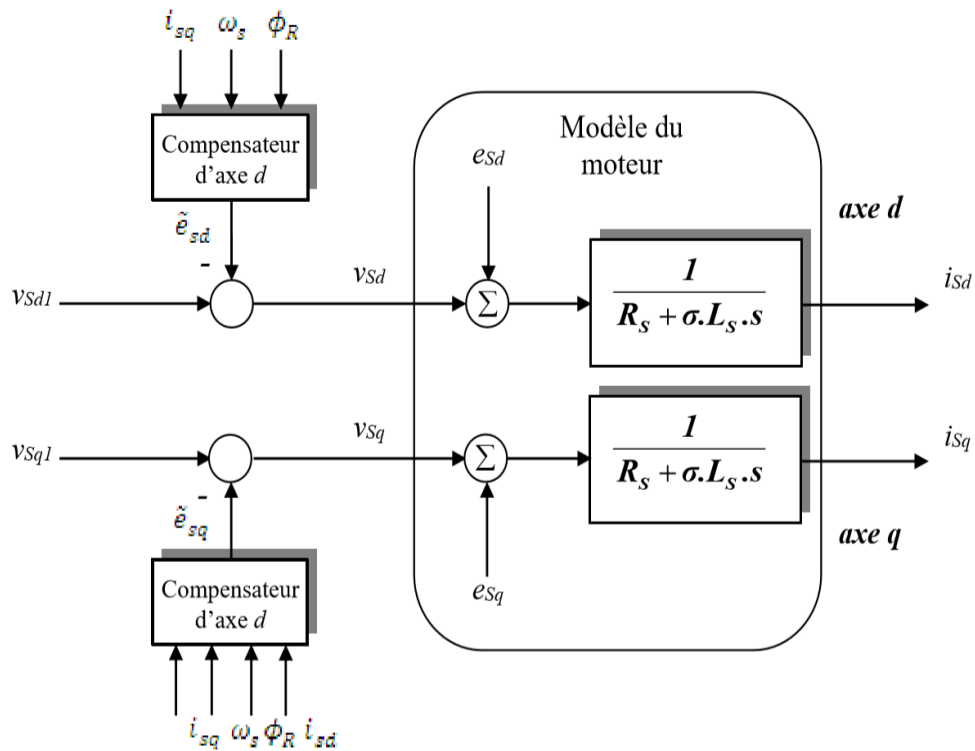 i_sq ω_s ϕ_R
Compensateur
d’axe d
ẽ_sd
-
v_Sd1
v_Sd
Modèle du
moteur
e_Sd
Σ
1
R_s + σ.L_s.s
axe d
i_Sd
v_Sq1
v_Sq
Σ
1
R_s + σ.L_s.s
i_Sq
-
ẽ_sq
axe q
e_Sq
Compensateur
d’axe d
i_sq ω_s ϕ_R i_sd